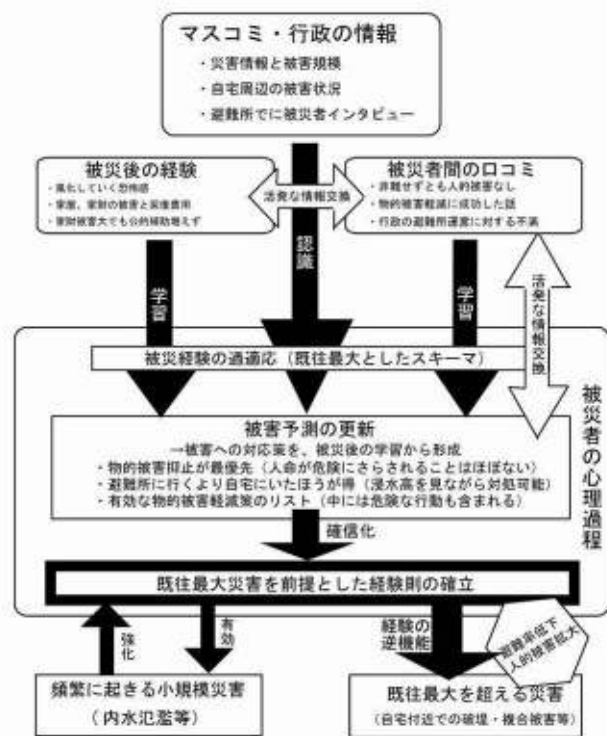 マスコミ・行政の情報
・災害情報と被害規模
・自宅周辺の被害状況
・避難所でに被災者インタビュー
被災後の経験
・風化していく恐怖感
・家屋、家財の被害と災復費用
・家財被害大でも公的補助増えず
活発な情報交換
被災者間の口コミ
・非難せずとも人的被害なし
・物的被害軽減に成功した話
・行政の避難所運営に対する不満
学習
認識
学習
活発な情報交換
被災経験の過適応(既往最大としたスキーマ)
被災者の心理過程
被害予測の更新
→被害への対応策を、被災後の学習から形成
・物的被害抑止が最優先(人命が危険にさらされることはほぼない)
・避難所に行くより自宅にいたほうが得(浸水高を見ながら対処可能)
・有効な物的被害軽減策のリスト(中には危険な行動も含まれる)
確信化
既往最大災害を前提とした経験則の確立
強化
有効
経験の
逆機能
避難率低下
人的被害拡大
頻繁に起きる小規模災害
(内水氾濫等)
既往最大を超える災害
(自宅付近での破堤・複合被害等)